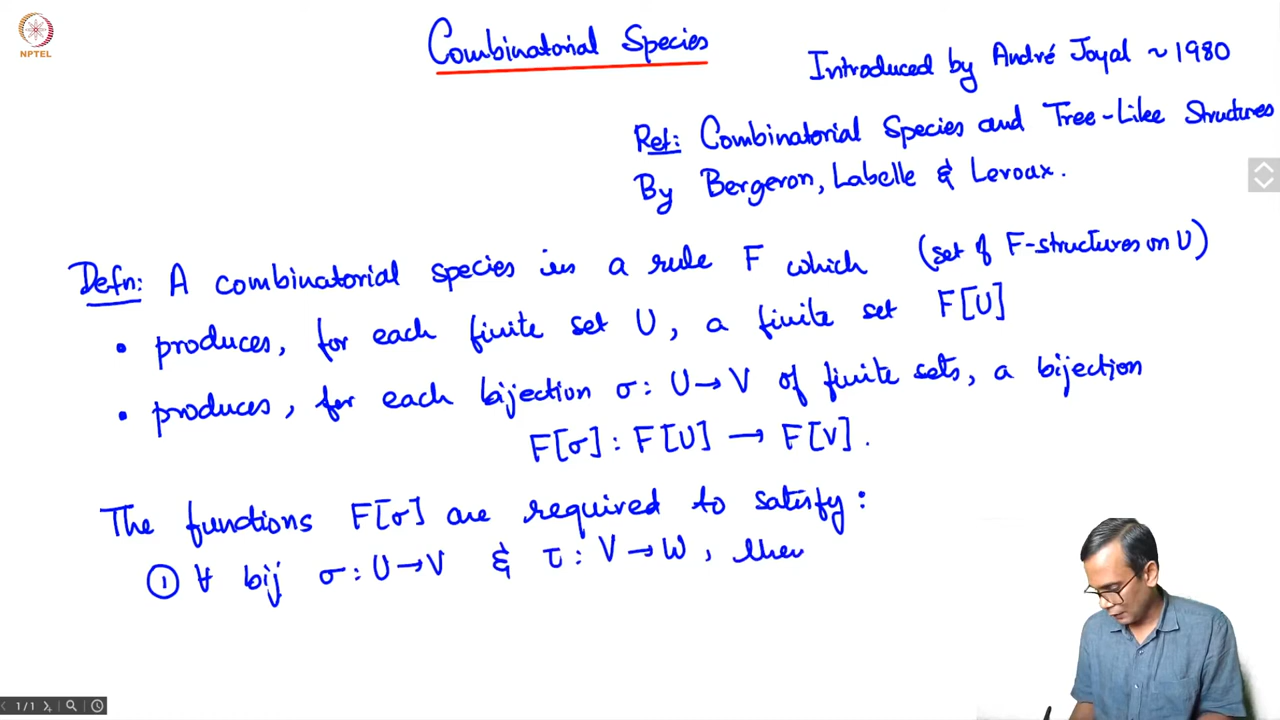 NPTEL
Combinatorial Species
Introduced by André Joyal ~ 1980
Ref: Combinatorial Species and Tree-Like Structures
By Bergeron, Labelle & Leroux.
Defn: A combinatorial species is a rule F which (set of F-structures on U)
• produces, for each finite set U, a finite set F[U]
• produces, for each bijection σ: U→V of finite sets, a bijection
F[σ]: F[U] → F[V].
The functions F[σ] are required to satisfy:
① ∀ bij σ: U→V & τ: V→W, then
1/1